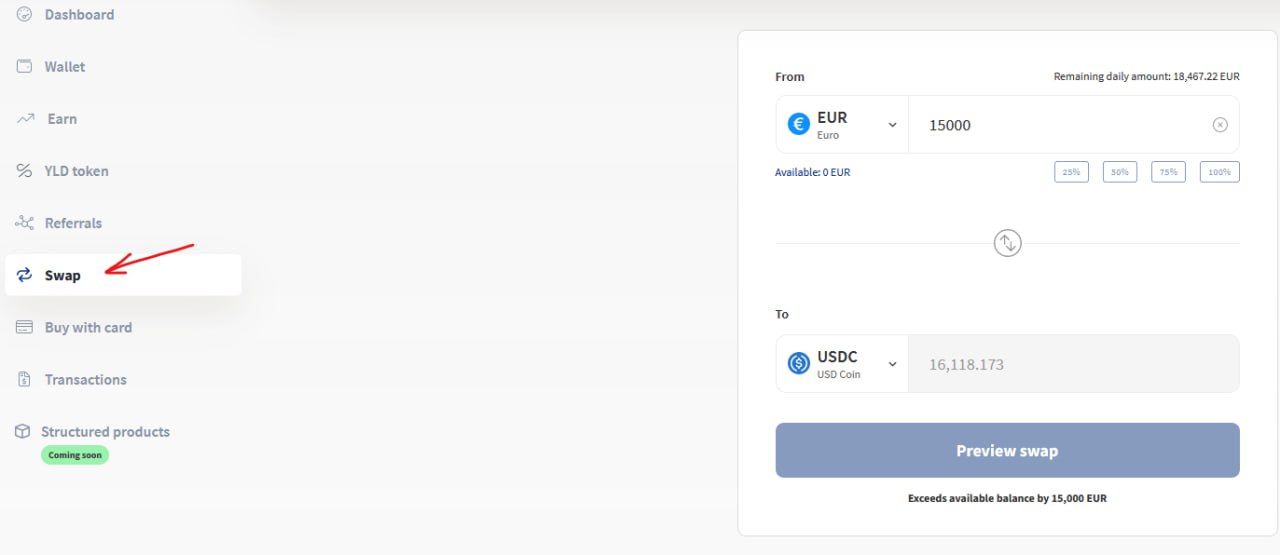 Dashboard
Wallet
Earn
YLD token
Referrals
Swap
Buy with card
Transactions
Structured products
Coming soon
From
Remaining daily amount: 18,467.22 EUR
EUR
Euro
15000
Available: 0 EUR
25%
50%
75%
100%
To
USDC
USD Coin
16,118.173
Preview swap
Exceeds available balance by 15,000 EUR